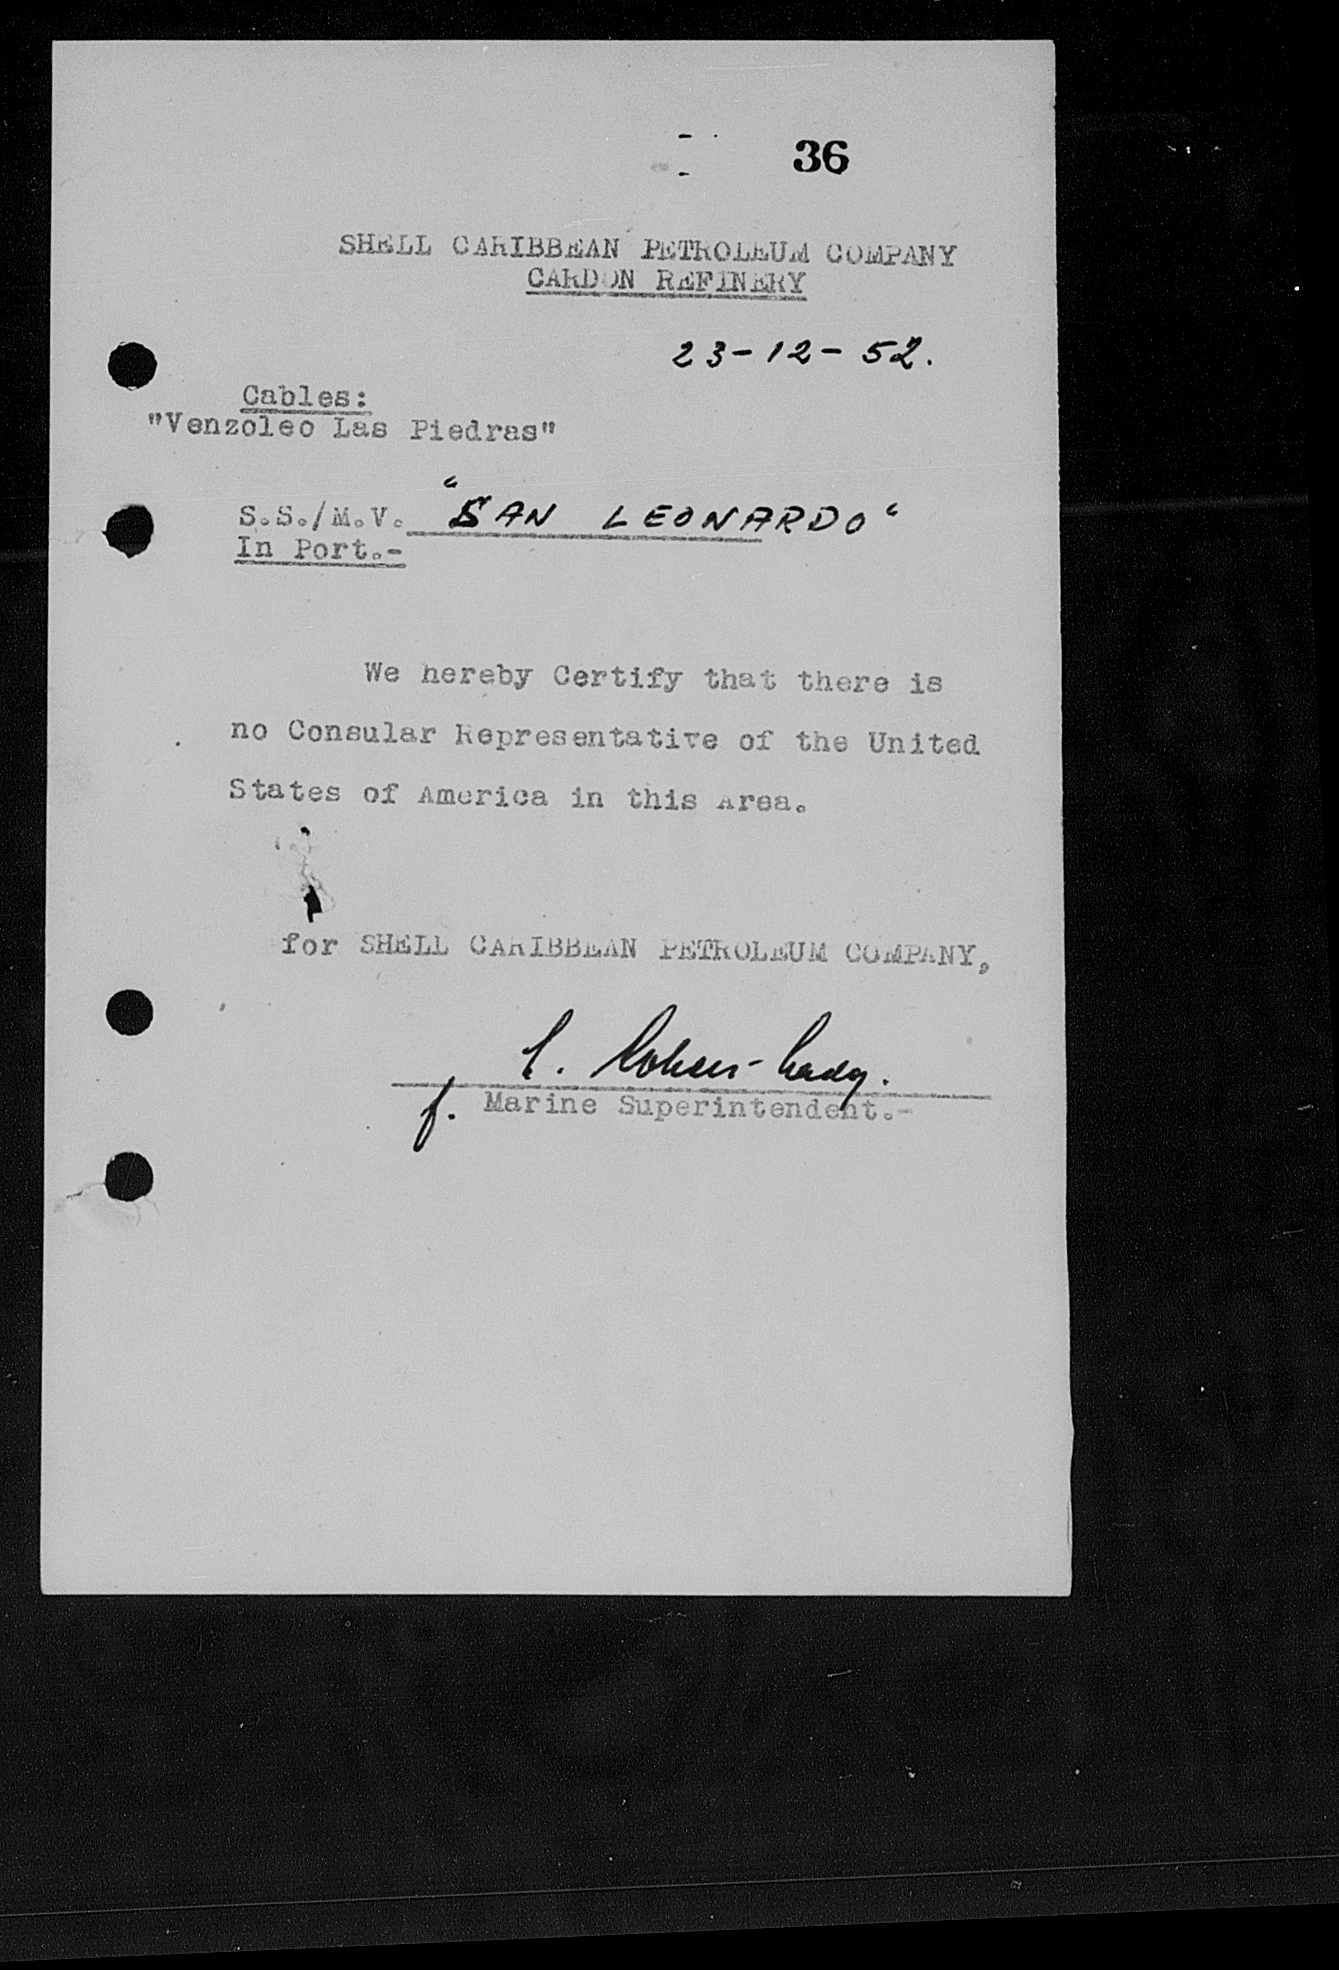 36
SHELL CARIBBEAN PETROLEUM COMPANY
CARDON REFINERY
23-12-52.
Cables:
"Venzoleo Las Piedras"
S.S./M.V. "SAN LEONARDO"
In Port.-
We hereby Certify that there is
no Consular Representative of the United
States of America in this Area.
for SHELL CARIBBEAN PETROLEUM COMPANY,
f. Marine Superintendent.-